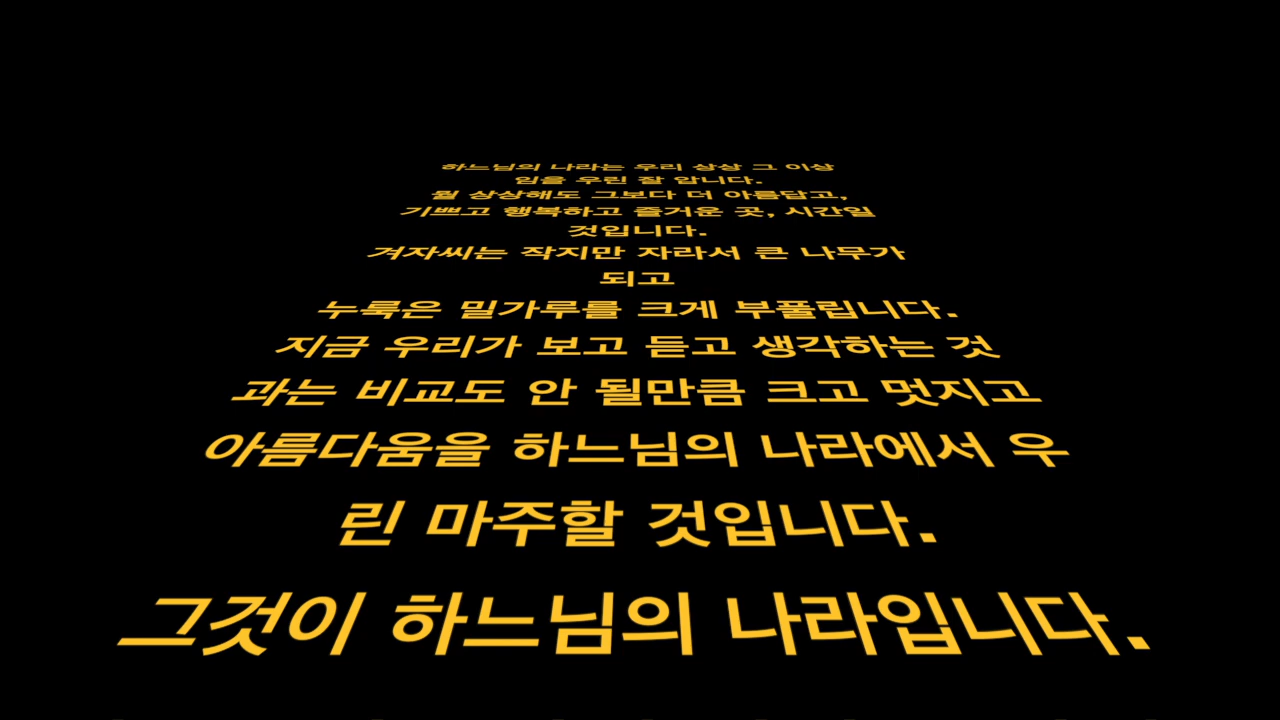 하느님의 나라는 우리 상상 그 이상
임을 우린 잘 압니다.
뭘 상상해도 그보다 더 아름답고,
기쁘고 행복하고 즐거운 곳, 시간일
것입니다.
겨자씨는 작지만 자라서 큰 나무가
되고
누룩은 밀가루를 크게 부풀립니다.
지금 우리가 보고 듣고 생각하는 것
과는 비교도 안 될만큼 크고 멋지고
아름다움을 하느님의 나라에서 우
린 마주할 것입니다.
그것이 하느님의 나라입니다.